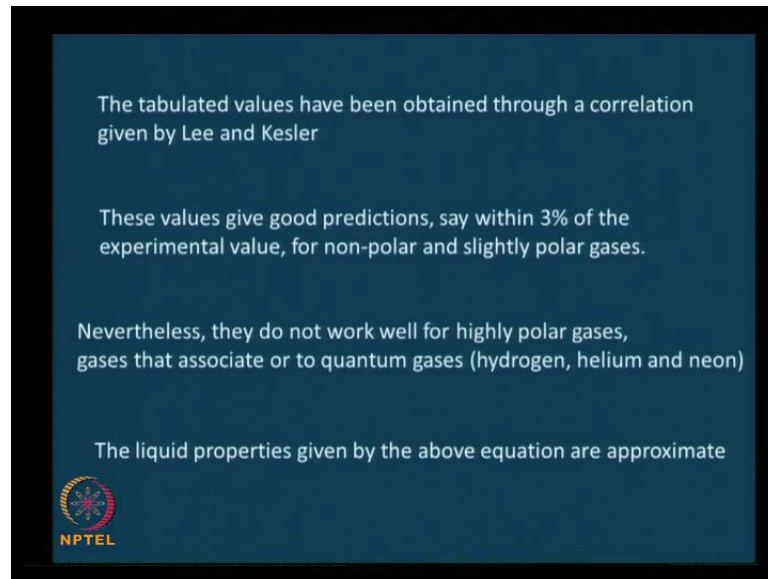 The tabulated values have been obtained through a correlation
given by Lee and Kesler
These values give good predictions, say within 3% of the
experimental value, for non-polar and slightly polar gases.
Nevertheless, they do not work well for highly polar gases,
gases that associate or to quantum gases (hydrogen, helium and neon)
The liquid properties given by the above equation are approximate
NPTEL